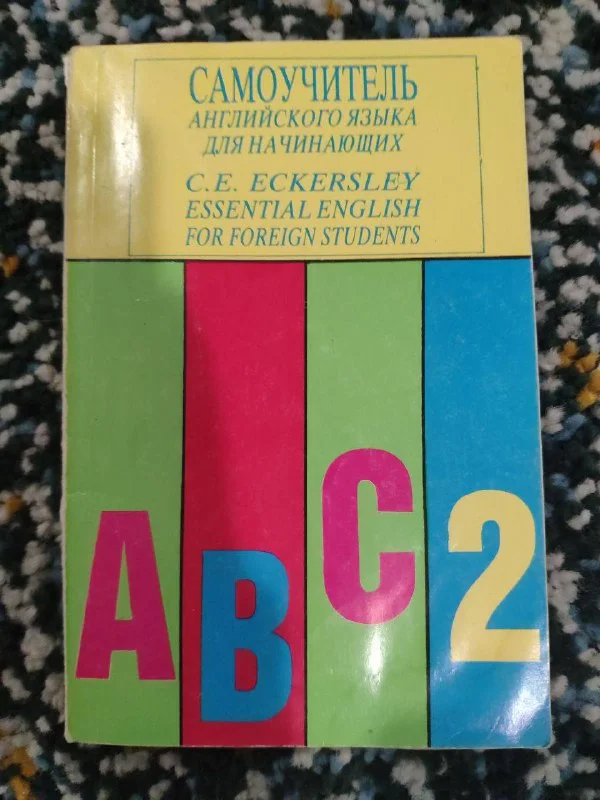 САМОУЧИТЕЛЬ
АНГЛИЙСКОГО ЯЗЫКА
ДЛЯ НАЧИНАЮЩИХ
C.E. ECKERSLEY
ESSENTIAL ENGLISH
FOR FOREIGN STUDENTS
A B C 2